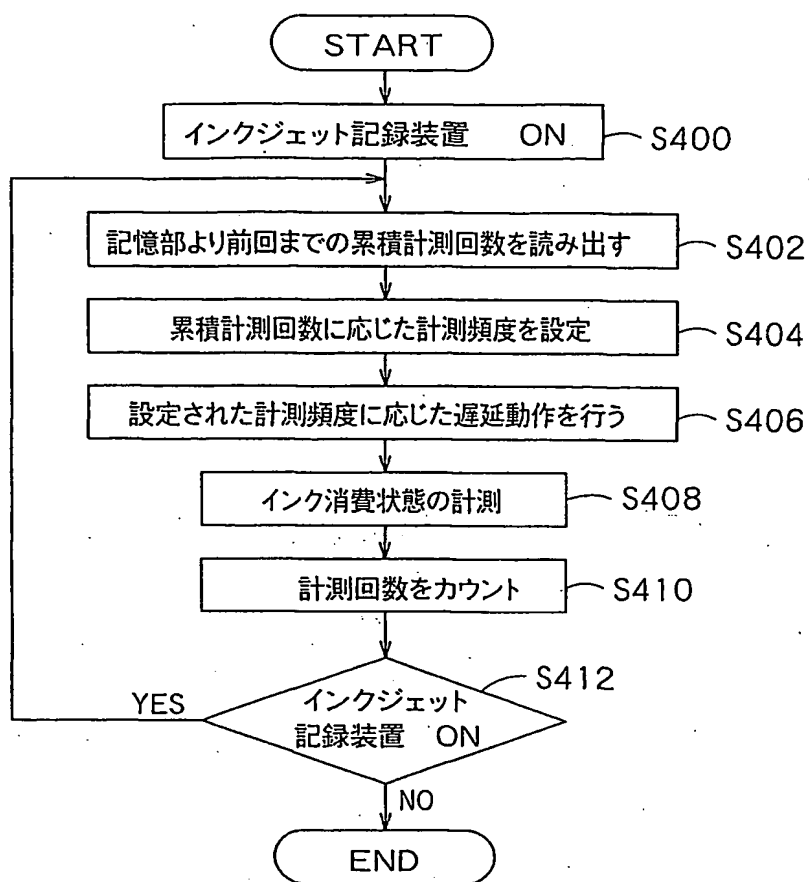 START
インクジェット記録装置 ON
S400
記憶部より前回までの累積計測回数を読み出す
S402
累積計測回数に応じた計測頻度を設定
S404
設定された計測頻度に応じた遅延動作を行う
S406
インク消費状態の計測
S408
計測回数をカウント
S410
S412
YES
インクジェット
記録装置 ON
NO
END